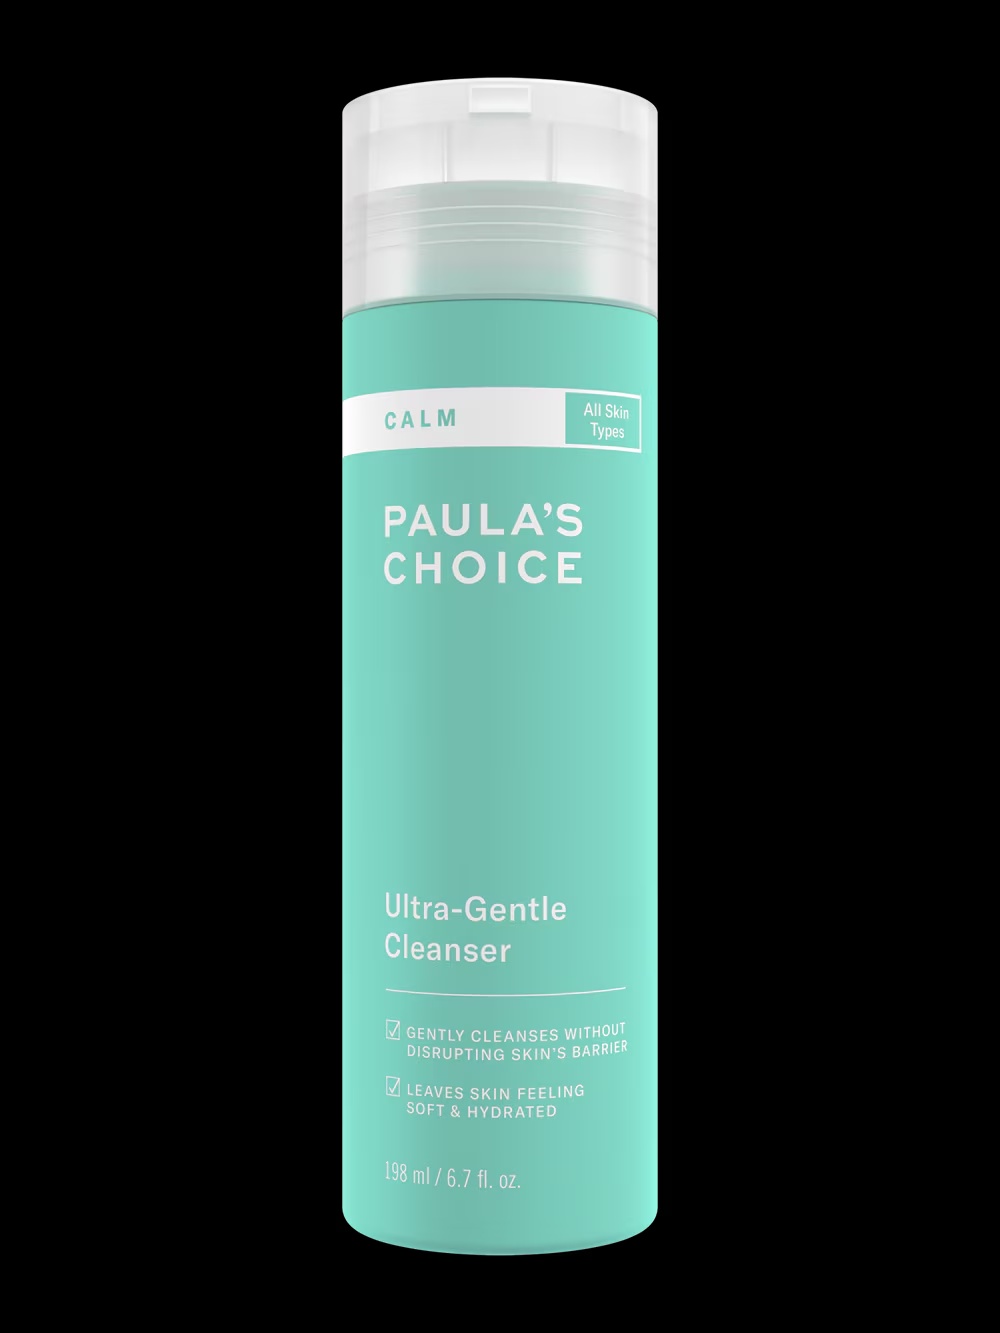 CALM
All Skin
Types
PAULA'S
CHOICE
Ultra-Gentle
Cleanser
☑ GENTLY CLEANSES WITHOUT
DISRUPTING SKIN'S BARRIER
☑ LEAVES SKIN FEELING
SOFT & HYDRATED
198 ml / 6.7 fl. oz.